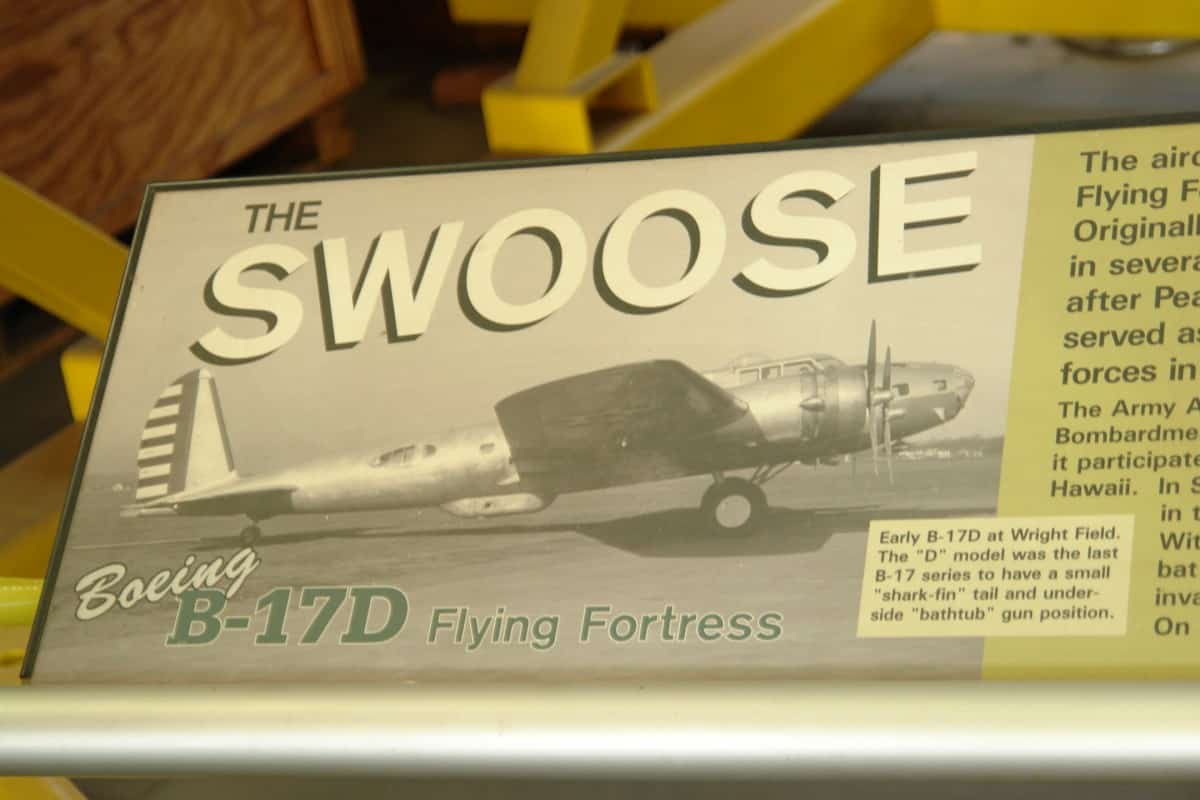 THE
SWOOSE
Boeing
B-17D Flying Fortress
Early B-17D at Wright Field.
The "D" model was the last
B-17 series to have a small
"shark-fin" tail and under-
side "bathtub" gun position.
The
Flying
Originall
in severa
after
served as
forces in
The Army
Bombardme
it participate
Hawaii. In
in
Wit
bat
inva
On